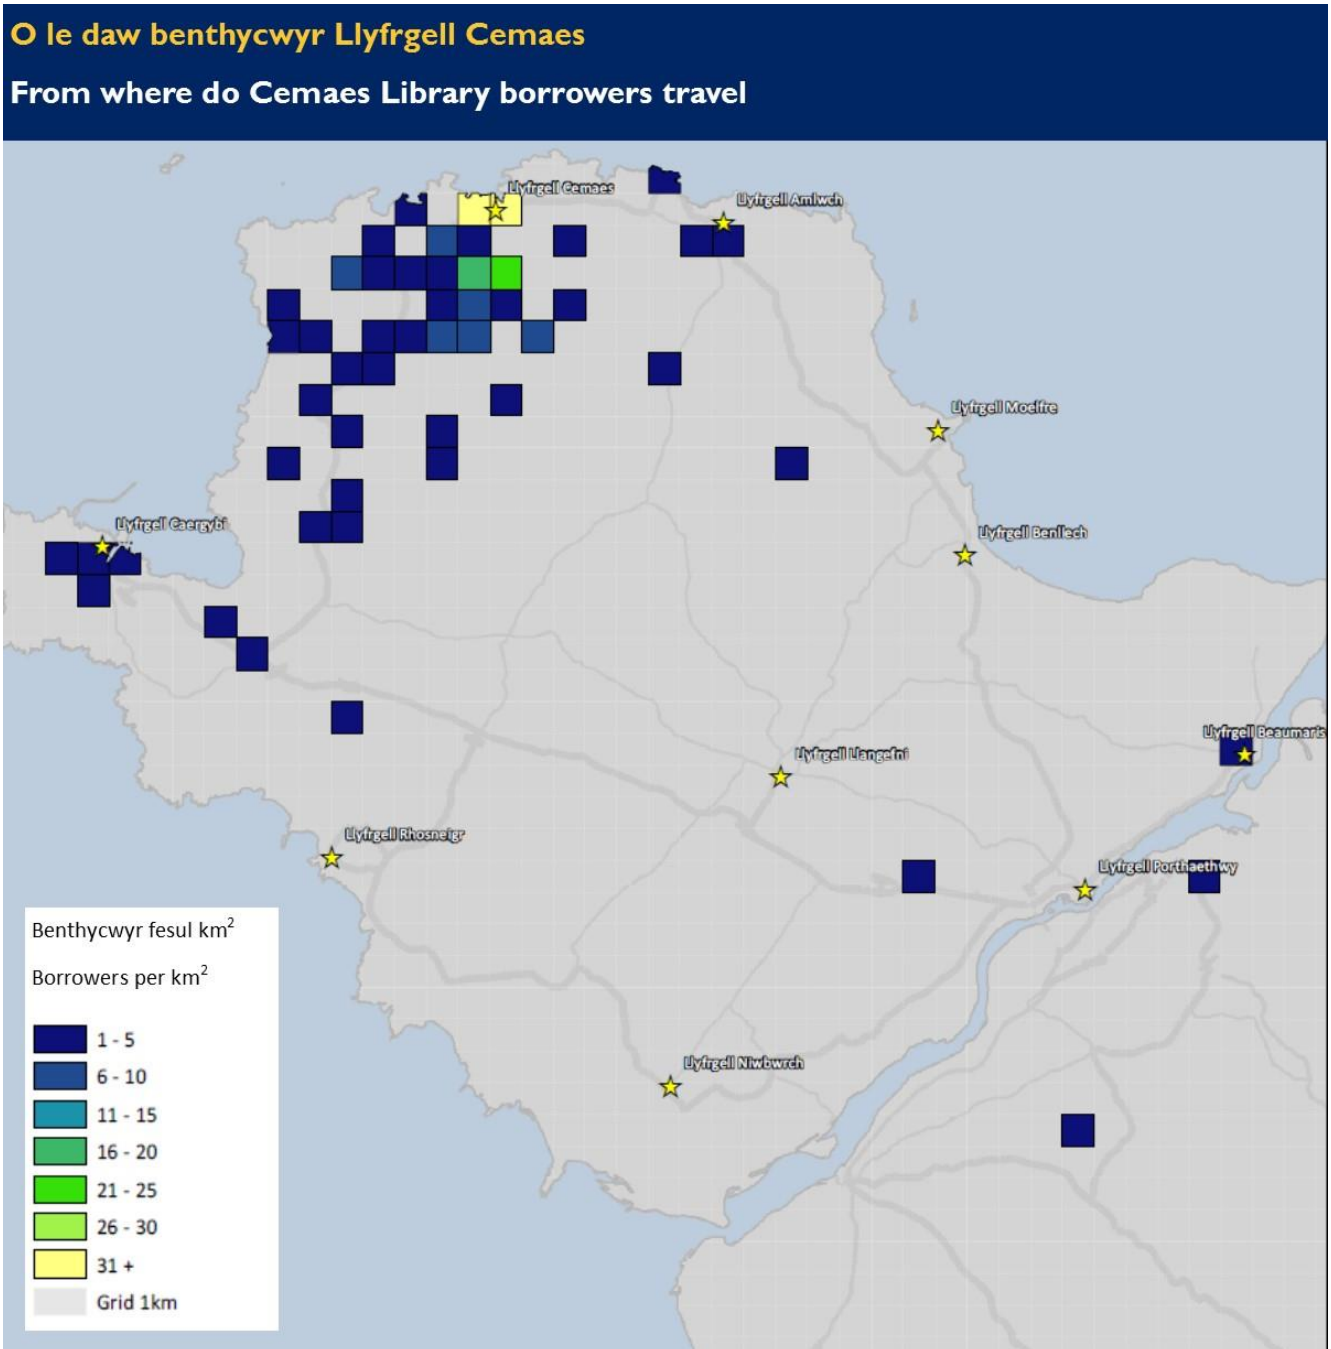 O le daw benthycwyr Llyfrgell Cemaes
From where do Cemaes Library borrowers travel
Llyfrgell Cemaes
Llyfrgell Amlwch
Llyfrgell Moelfre
Llyfrgell Caergybi
Llyfrgell Benllech
Llyfrgell Beaumaris
Llyfrgell Llangefni
Llyfrgell Rhosneigr
Llyfrgell Porthaethwy
Llyfrgell Niwbwrch
Benthycwyr fesul km²
Borrowers per km²
1 - 5
6 - 10
11 - 15
16 - 20
21 - 25
26 - 30
31 +
Grid 1km